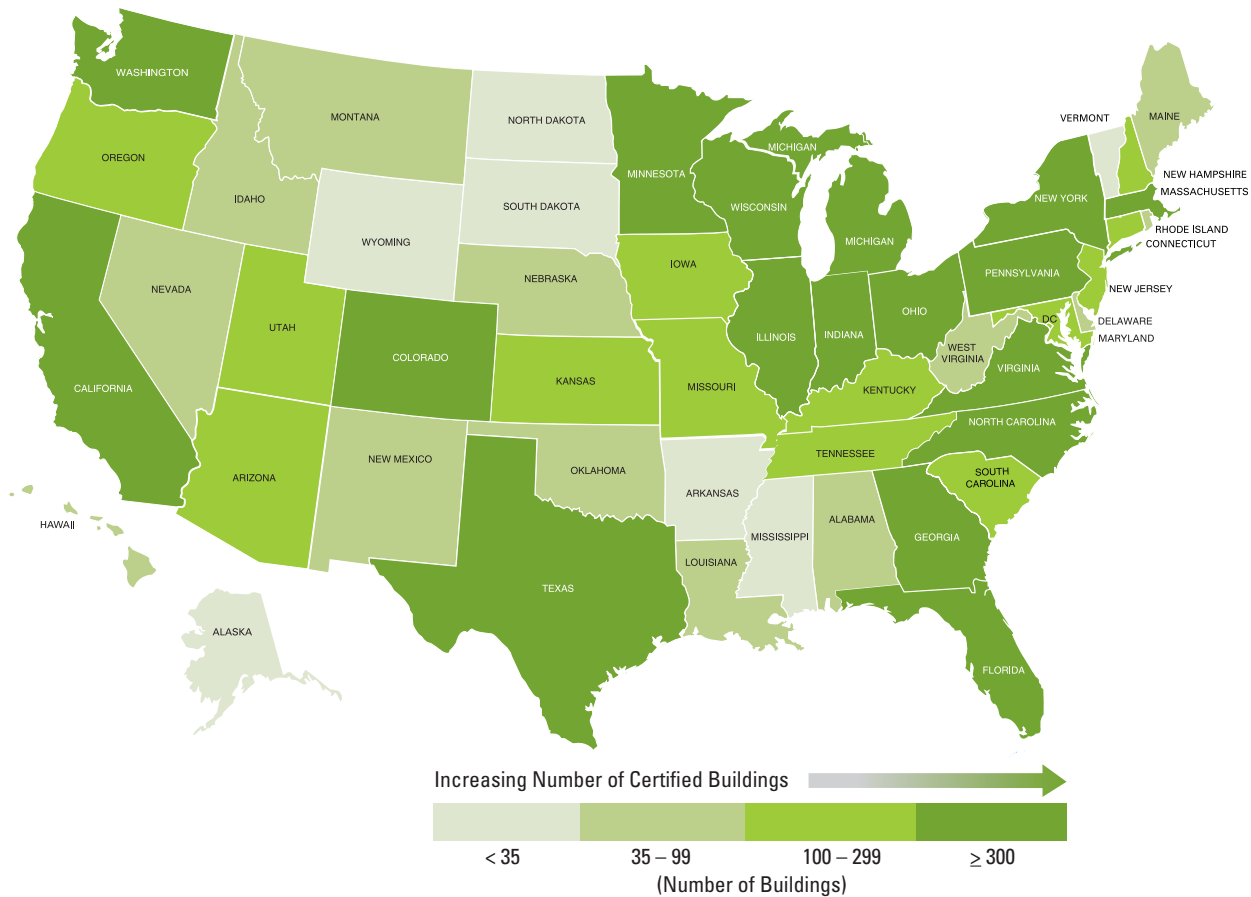 WASHINGTON
MONTANA
NORTH DAKOTA
MINNESOTA
MICHIGAN
VERMONT
MAINE
OREGON
IDAHO
SOUTH DAKOTA
WISCONSIN
NEW YORK
NEW HAMPSHIRE
MASSACHUSETTS
WYOMING
MICHIGAN
RHODE ISLAND
CONNECTICUT
NEVADA
NEBRASKA
IOWA
PENNSYLVANIA
NEW JERSEY
UTAH
COLORADO
ILLINOIS
INDIANA
OHIO
DC
DELAWARE
MARYLAND
CALIFORNIA
KANSAS
MISSOURI
KENTUCKY
WEST
VIRGINIA
VIRGINIA
ARIZONA
NEW MEXICO
OKLAHOMA
TENNESSEE
NORTH CAROLINA
SOUTH
CAROLINA
ARKANSAS
HAWAII
TEXAS
LOUISIANA
MISSISSIPPI
ALABAMA
GEORGIA
ALASKA
FLORIDA
Increasing Number of Certified Buildings
< 35 35 – 99 100 – 299 ≥ 300
(Number of Buildings)